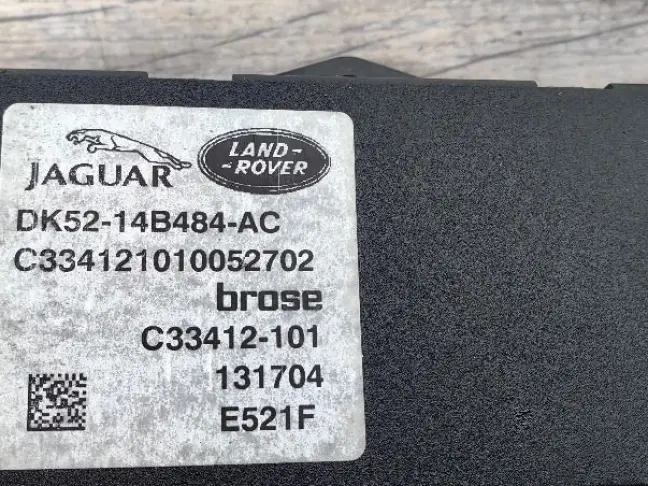 JAGUAR
LAND-
-ROVER
DK52-14B484-AC
C334121010052702
brose
C33412-101
131704
E521F